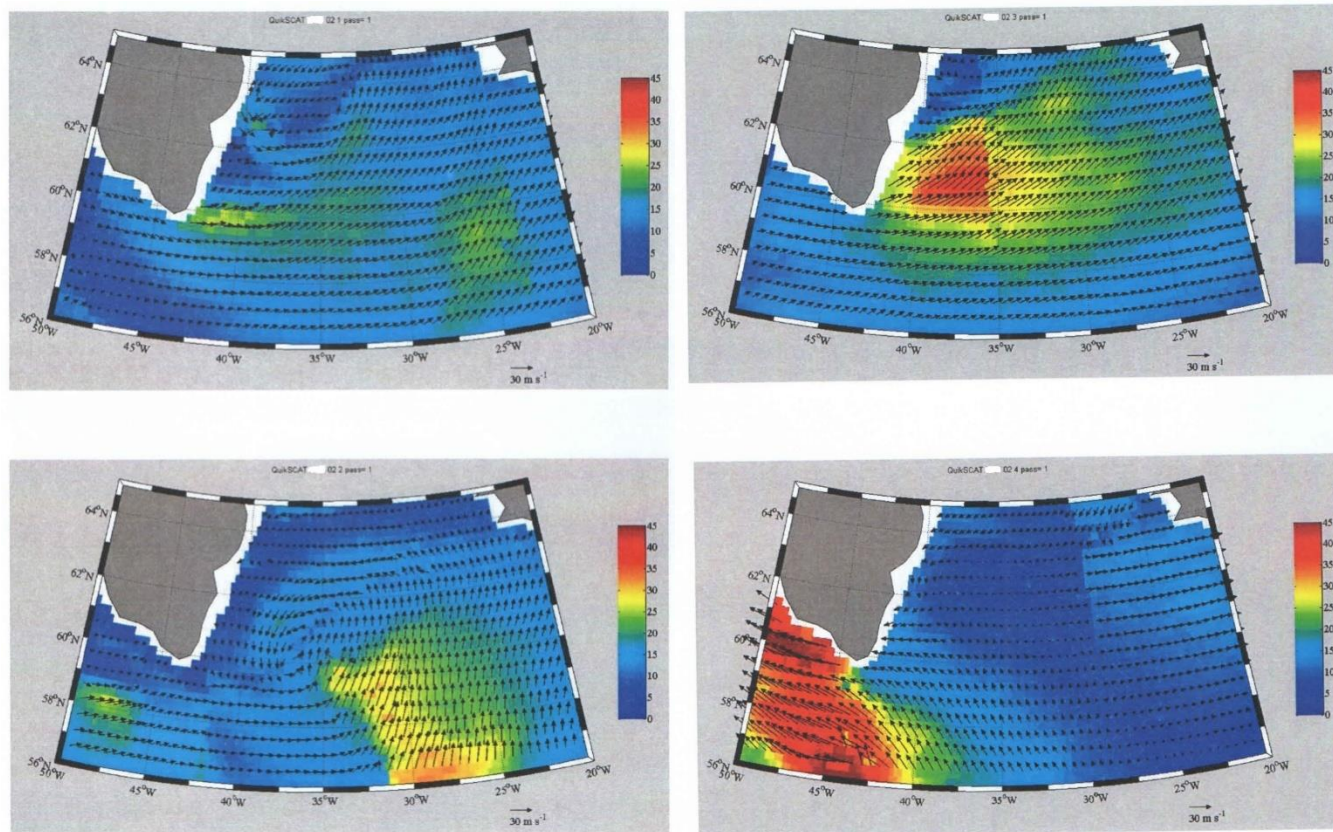 QuikSCAT 02 1 pass= 1
64°N
62°N
60°N
58°N
56°N
50°W
45°W
40°W
35°W
30°W
25°W
20°W
30 m s⁻¹
45
40
35
30
25
20
15
10
5
0
QuikSCAT 02 3 pass= 1
64°N
62°N
60°N
58°N
56°N
50°W
45°W
40°W
35°W
30°W
25°W
20°W
30 m s⁻¹
45
40
35
30
25
20
15
10
5
0
QuikSCAT 02 2 pass= 1
64°N
62°N
60°N
58°N
56°N
50°W
45°W
40°W
35°W
30°W
25°W
20°W
30 m s⁻¹
45
40
35
30
25
20
15
10
5
0
QuikSCAT 02 4 pass= 1
64°N
62°N
60°N
58°N
56°N
50°W
45°W
40°W
35°W
30°W
25°W
20°W
30 m s⁻¹
45
40
35
30
25
20
15
10
5
0